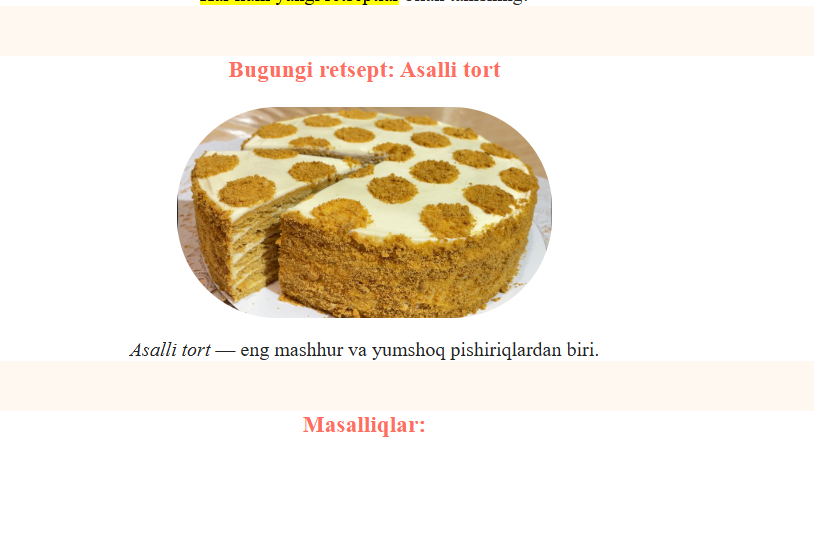 Bugungi retsept: Asalli tort
Asalli tort — eng mashhur va yumshoq pishiriqlardan biri.
Masalliqlar: